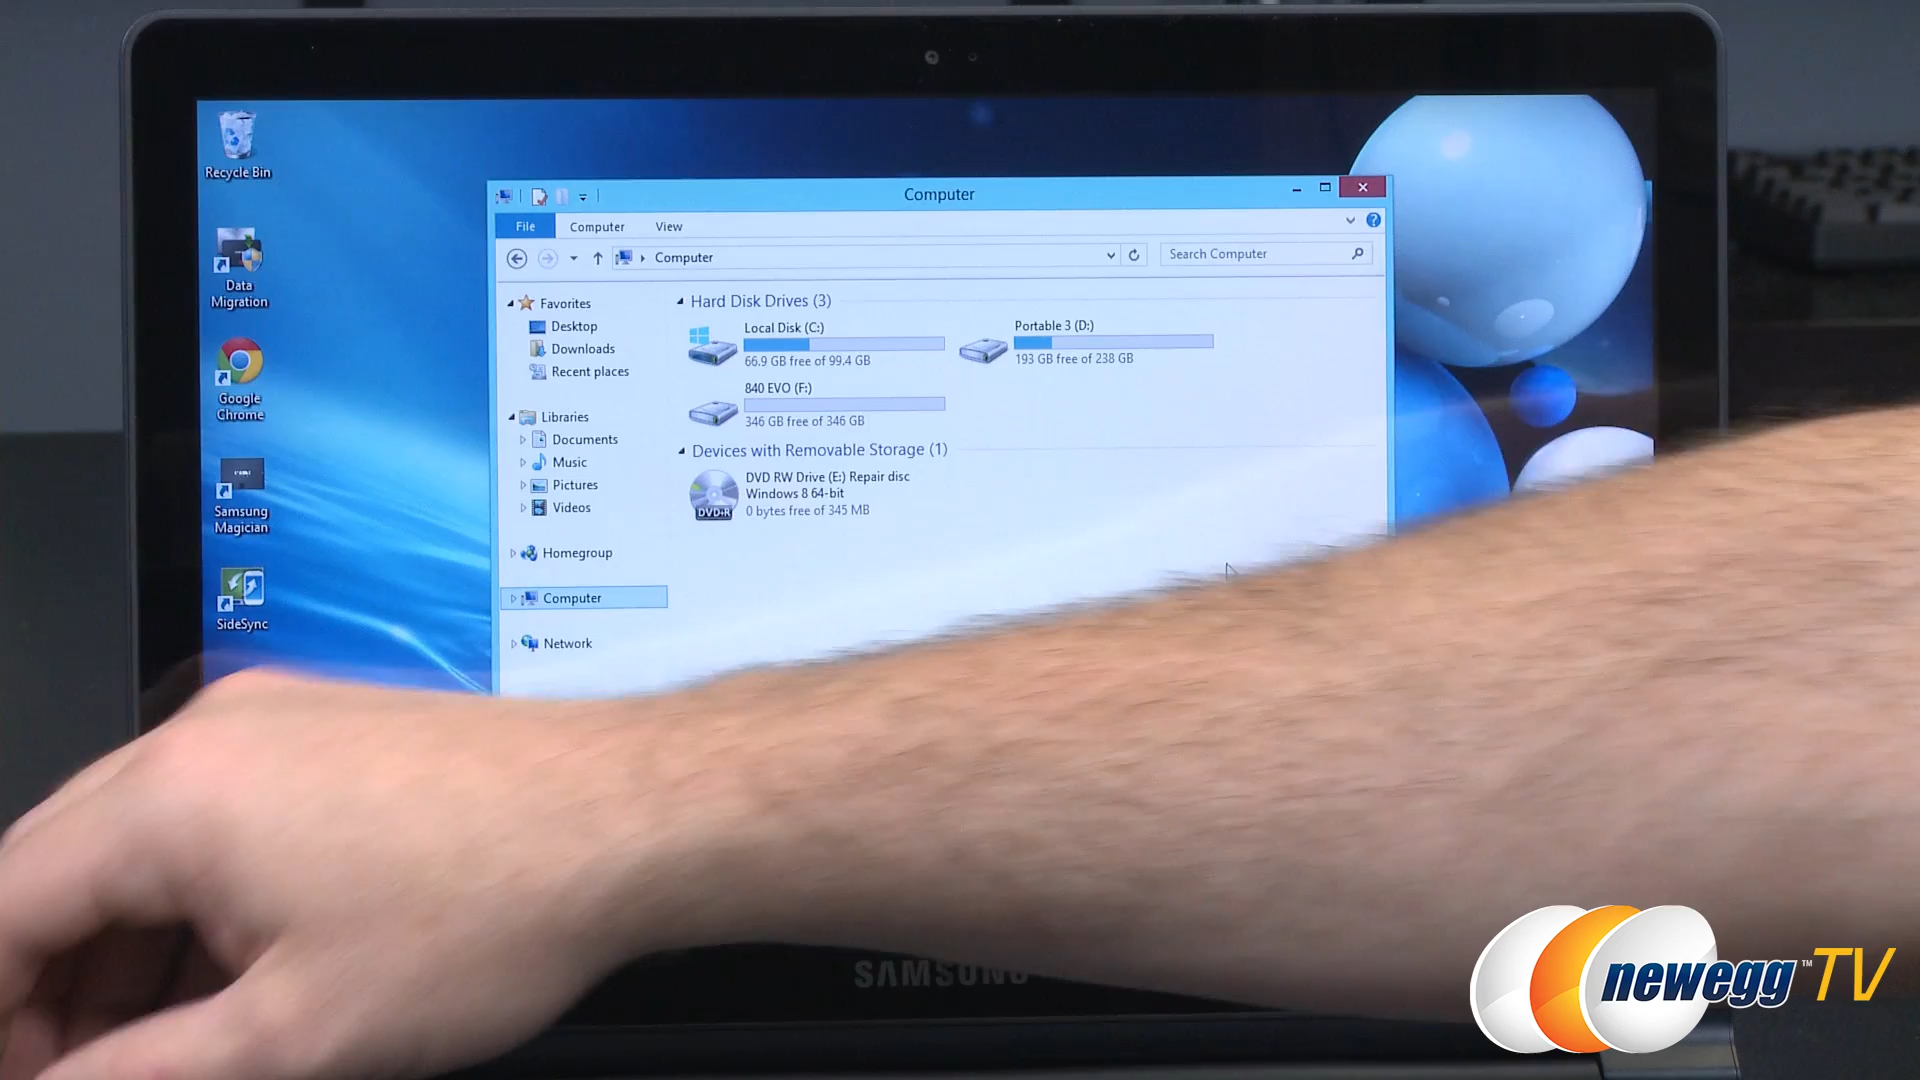 Recycle Bin
Data
Migration
Google
Chrome
Samsung
Magician
SideSync
Computer
File
Computer
View
Computer
Search Computer
Favorites
Desktop
Downloads
Recent places
Libraries
Documents
Music
Pictures
Videos
Homegroup
Computer
Network
Hard Disk Drives (3)
Local Disk (C:)
66.9 GB free of 99.4 GB
Portable 3 (D:)
193 GB free of 238 GB
840 EVO (F:)
346 GB free of 346 GB
Devices with Removable Storage (1)
DVD RW Drive (E:) Repair disc
Windows 8 64-bit
0 bytes free of 345 MB
DVD-R
SAMSUNG
newegg™TV